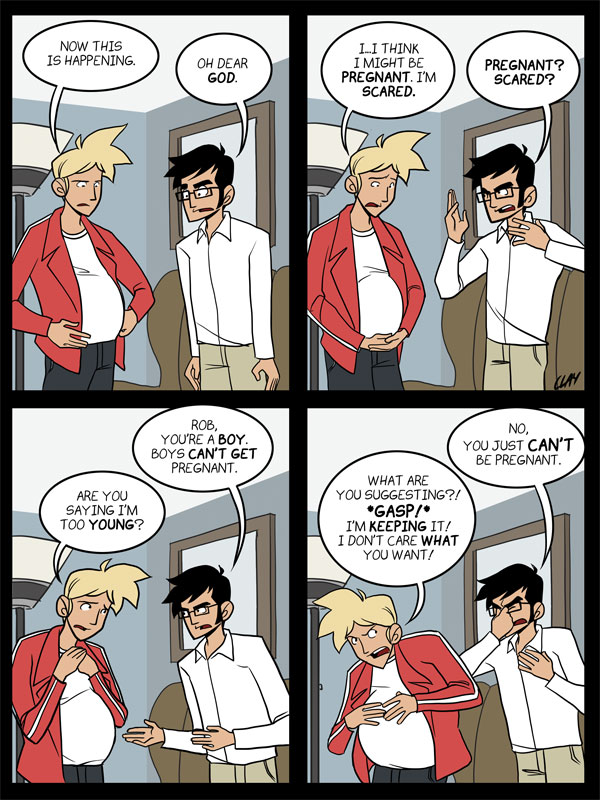 NOW THIS
IS HAPPENING.
OH DEAR
GOD.
I...I THINK
I MIGHT BE
PREGNANT. I'M
SCARED.
PREGNANT?
SCARED?
CLAY
ROB,
YOU'RE A BOY.
BOYS CAN'T GET
PREGNANT.
ARE YOU
SAYING I'M
TOO YOUNG?
NO,
YOU JUST CAN'T
BE PREGNANT.
WHAT ARE
YOU SUGGESTING?!
*GASP!*
I'M KEEPING IT!
I DON'T CARE WHAT
YOU WANT!